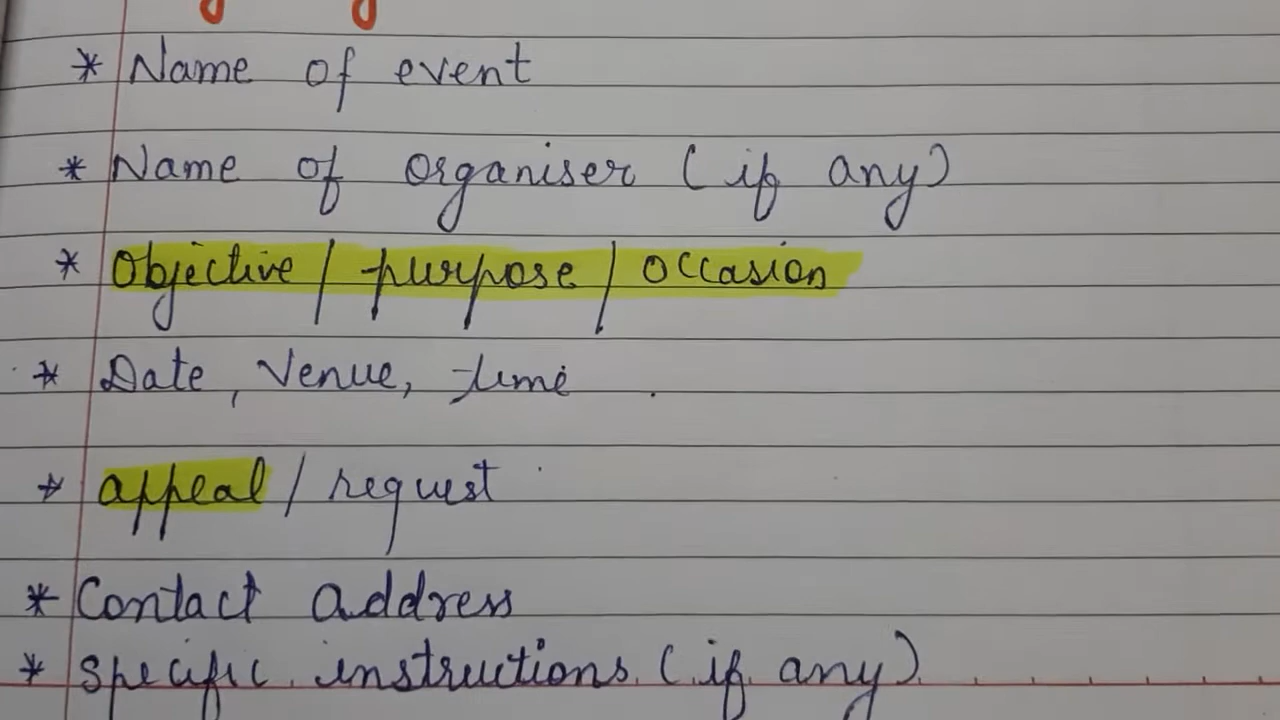 * Name of event
* Name of organiser (if any)
* Objective / purpose / occasion
* Date, Venue, time
* appeal / request
* Contact address
* Specific instructions (if any)